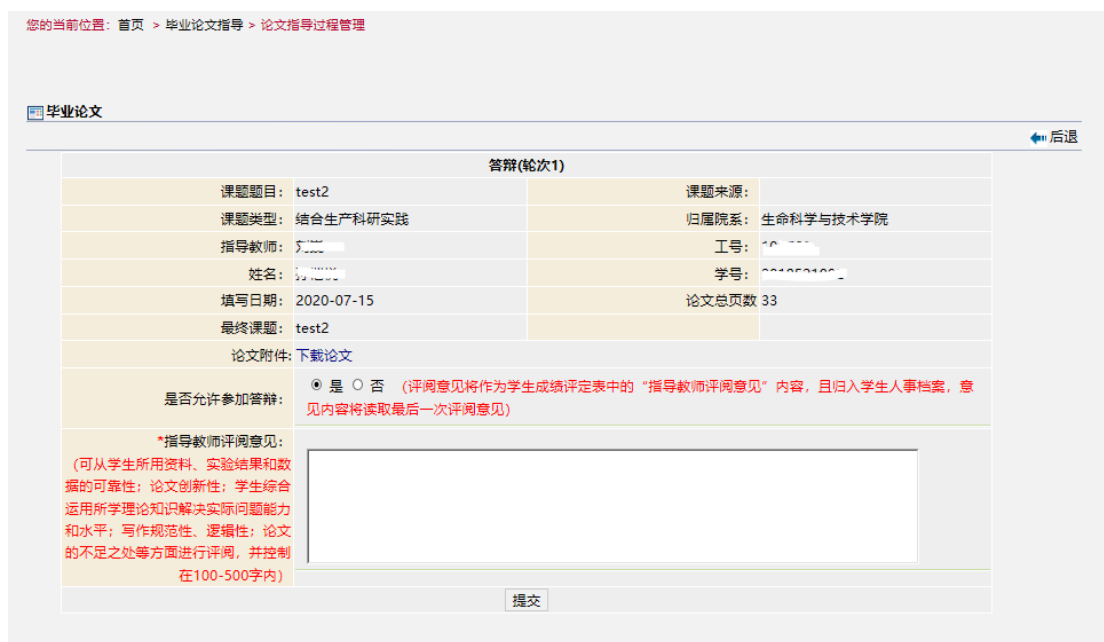 您的当前位置：首页 > 毕业论文指导 > 论文指导过程管理
毕业论文
后退
答辩(轮次1)
课题题目： test2 课题来源：
课题类型： 结合生产科研实践 归属院系： 生命科学与技术学院
指导教师： 工号：
姓名： 学号：
填写日期： 2020-07-15 论文总页数 33
最终课题： test2
论文附件: 下载论文
是否允许参加答辩： 是 否 （评阅意见将作为学生成绩评定表中的“指导教师评阅意见”内容，且归入学生人事档案，意
见内容将读取最后一次评阅意见）
*指导教师评阅意见：
（可从学生所用资料、实验结果和数
据的可靠性；论文创新性；学生综合
运用所学理论知识解决实际问题能力
和水平；写作规范性、逻辑性；论文
的不足之处等方面进行评阅，并控制
在100-500字内）
提交